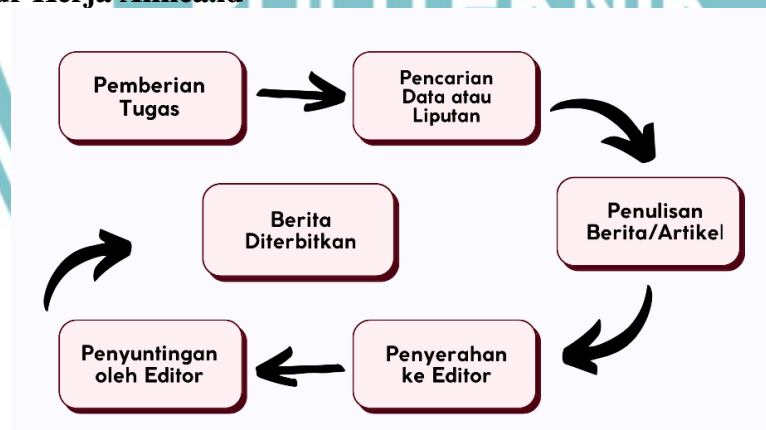 Pemberian
Tugas
Pencarian
Data atau
Liputan
Penulisan
Berita/Artikel
Penyerahan
ke Editor
Penyuntingan
oleh Editor
Berita
Diterbitkan